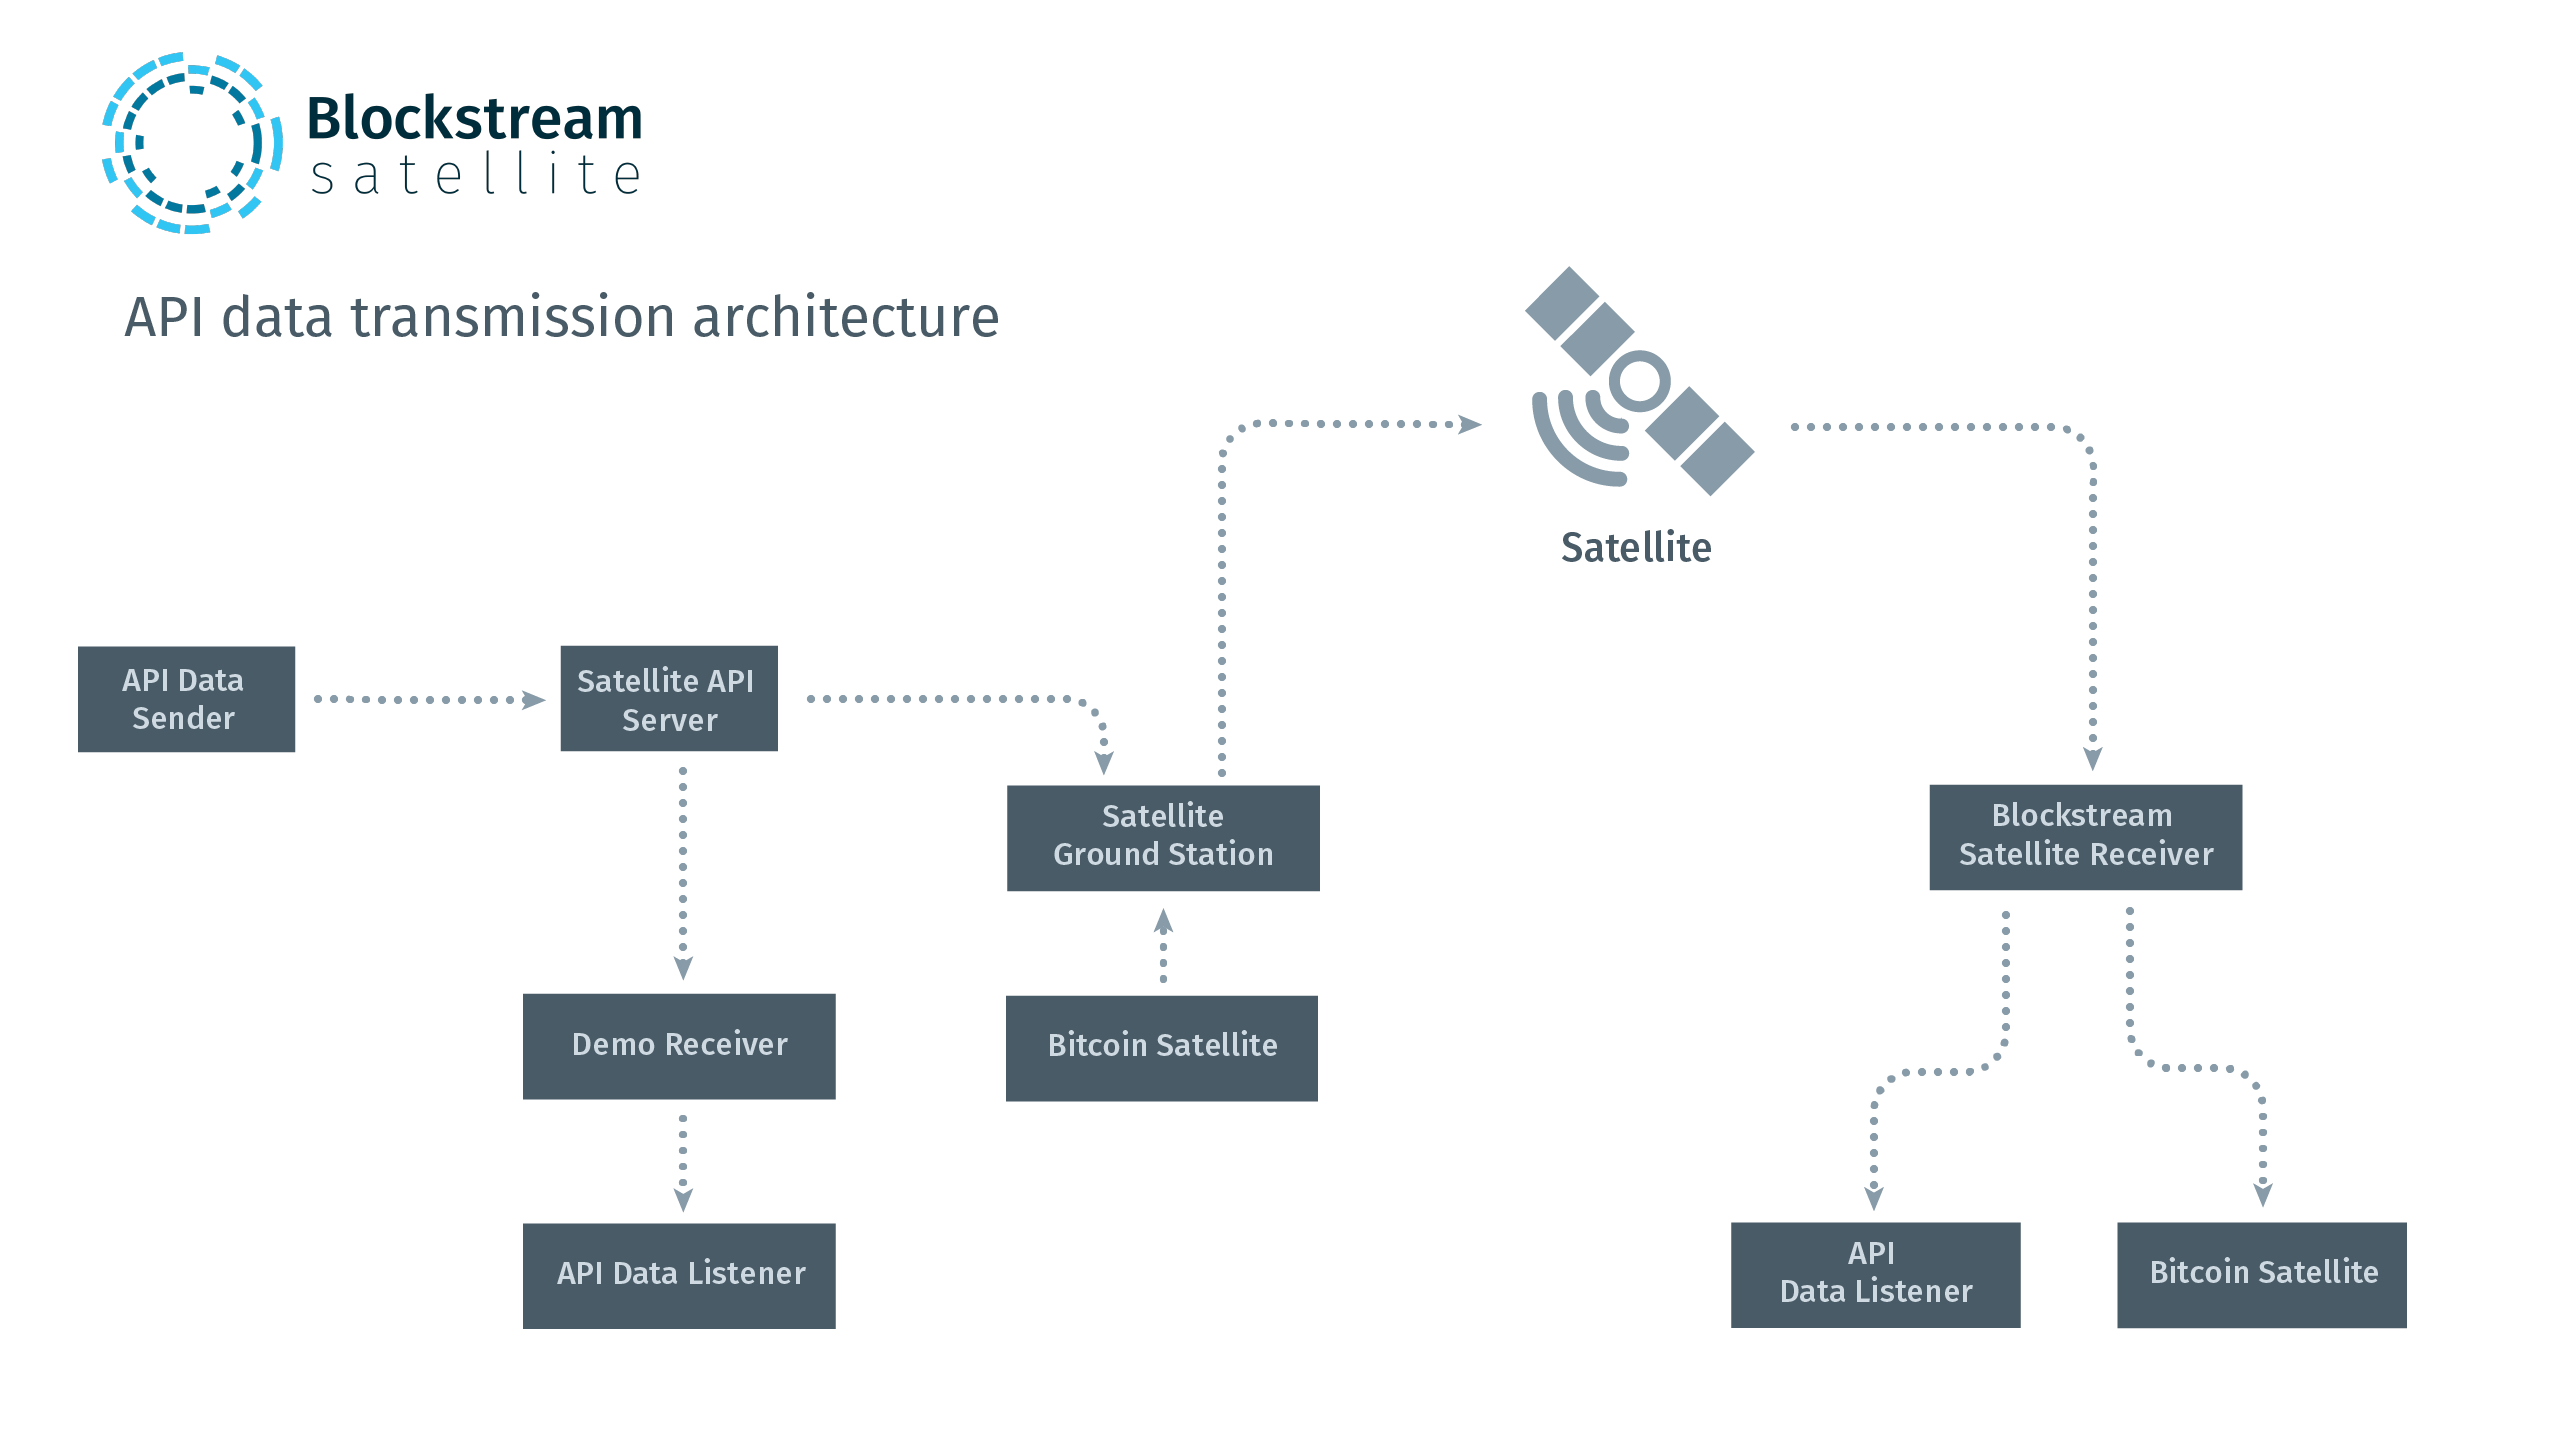 Blockstream
satellite
API data transmission architecture
Satellite
API Data
Sender
Satellite API
Server
Satellite
Ground Station
Blockstream
Satellite Receiver
Demo Receiver
Bitcoin Satellite
API Data Listener
API
Data Listener
Bitcoin Satellite